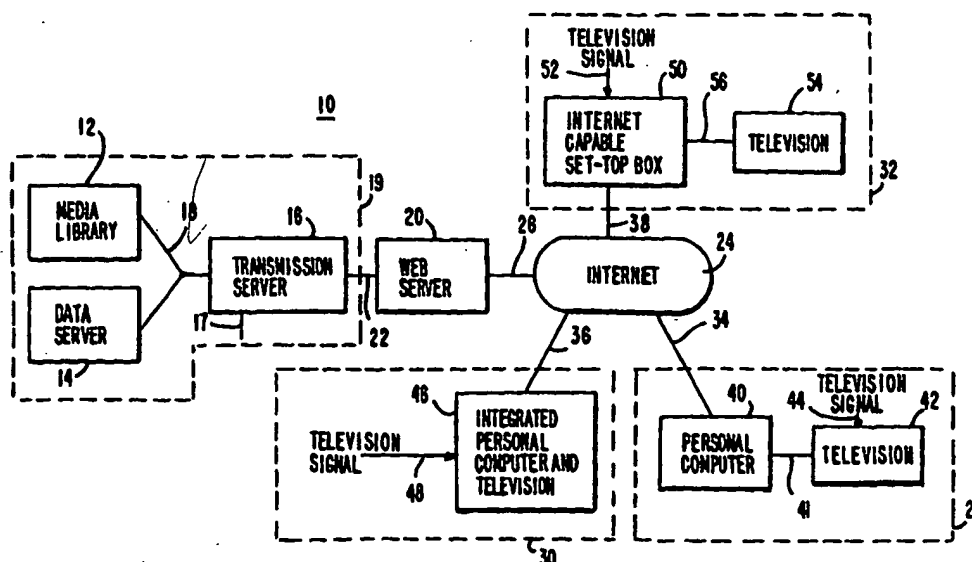 10
12
MEDIA
LIBRARY
DATA
SERVER
14
18
16
TRANSMISSION
SERVER
17
19
20
WEB
SERVER
22
26
INTERNET
24
TELEVISION
SIGNAL
52
50
INTERNET
CAPABLE
SET-TOP BOX
56
54
TELEVISION
32
38
36
34
46
TELEVISION
SIGNAL
48
INTEGRATED
PERSONAL
COMPUTER AND
TELEVISION
30
40
PERSONAL
COMPUTER
41
TELEVISION
SIGNAL
44
42
TELEVISION